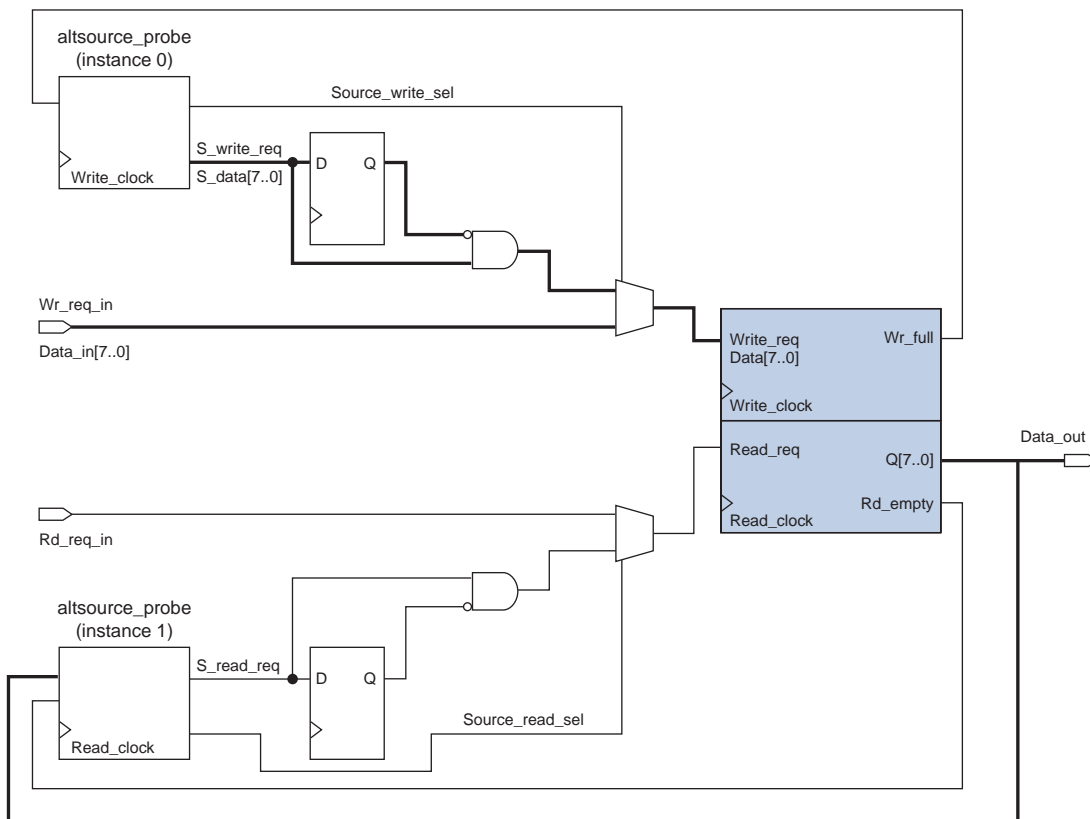 altsource_probe
(instance 0)
Source_write_sel
S_write_req
D
Q
Write_clock
S_data[7..0]
Wr_req_in
Data_in[7..0]
Write_req
Wr_full
Data[7..0]
Write_clock
Data_out
Read_req
Q[7..0]
Rd_empty
Read_clock
Rd_req_in
altsource_probe
(instance 1)
S_read_req
D
Q
Source_read_sel
Read_clock